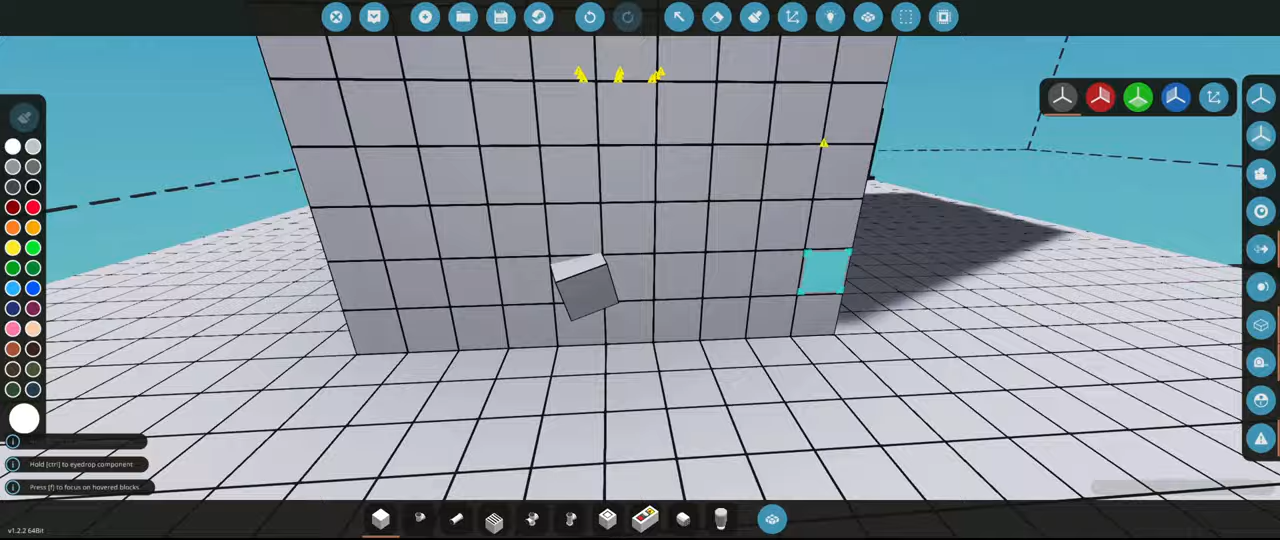 Hold [ctrl] to eyedrop component
Press [f] to focus on hovered blocks.
v1.2.2 64Bit